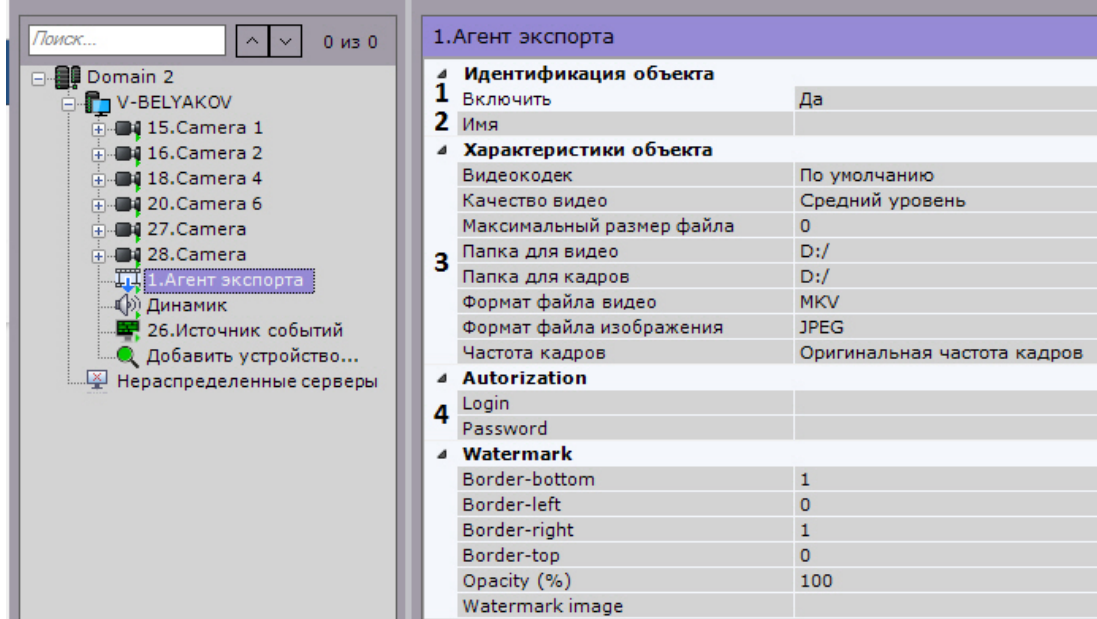 Поиск...
0 из 0
Domain 2
V-BELYAKOV
15.Camera 1
16.Camera 2
18.Camera 4
20.Camera 6
27.Camera
28.Camera
1.Агент экспорта
Динамик
26.Источник событий
Добавить устройство...
Нераспределенные серверы
1.Агент экспорта
Идентификация объекта
1 Включить Да
2 Имя
Характеристики объекта
Видеокодек По умолчанию
Качество видео Средний уровень
Максимальный размер файла 0
3
Папка для видео D:/
Папка для кадров D:/
Формат файла видео MKV
Формат файла изображения JPEG
Частота кадров Оригинальная частота кадров
Autorization
4
Login
Password
Watermark
Border-bottom 1
Border-left 0
Border-right 1
Border-top 0
Opacity (%) 100
Watermark image